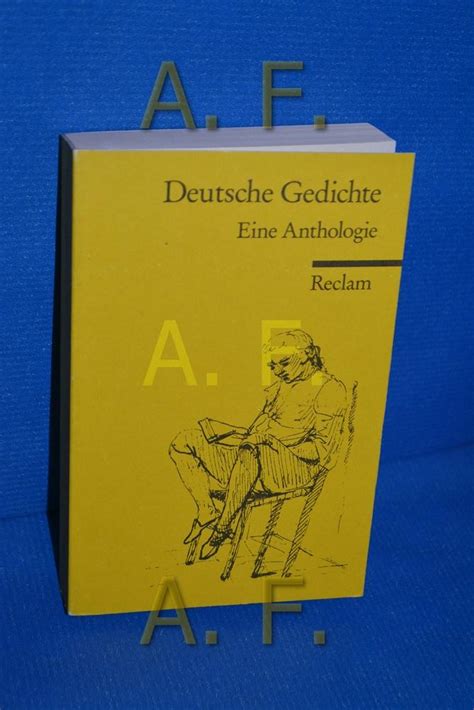 A. F.
Deutsche Gedichte
Eine Anthologie
Reclam
A. F.
A. F.